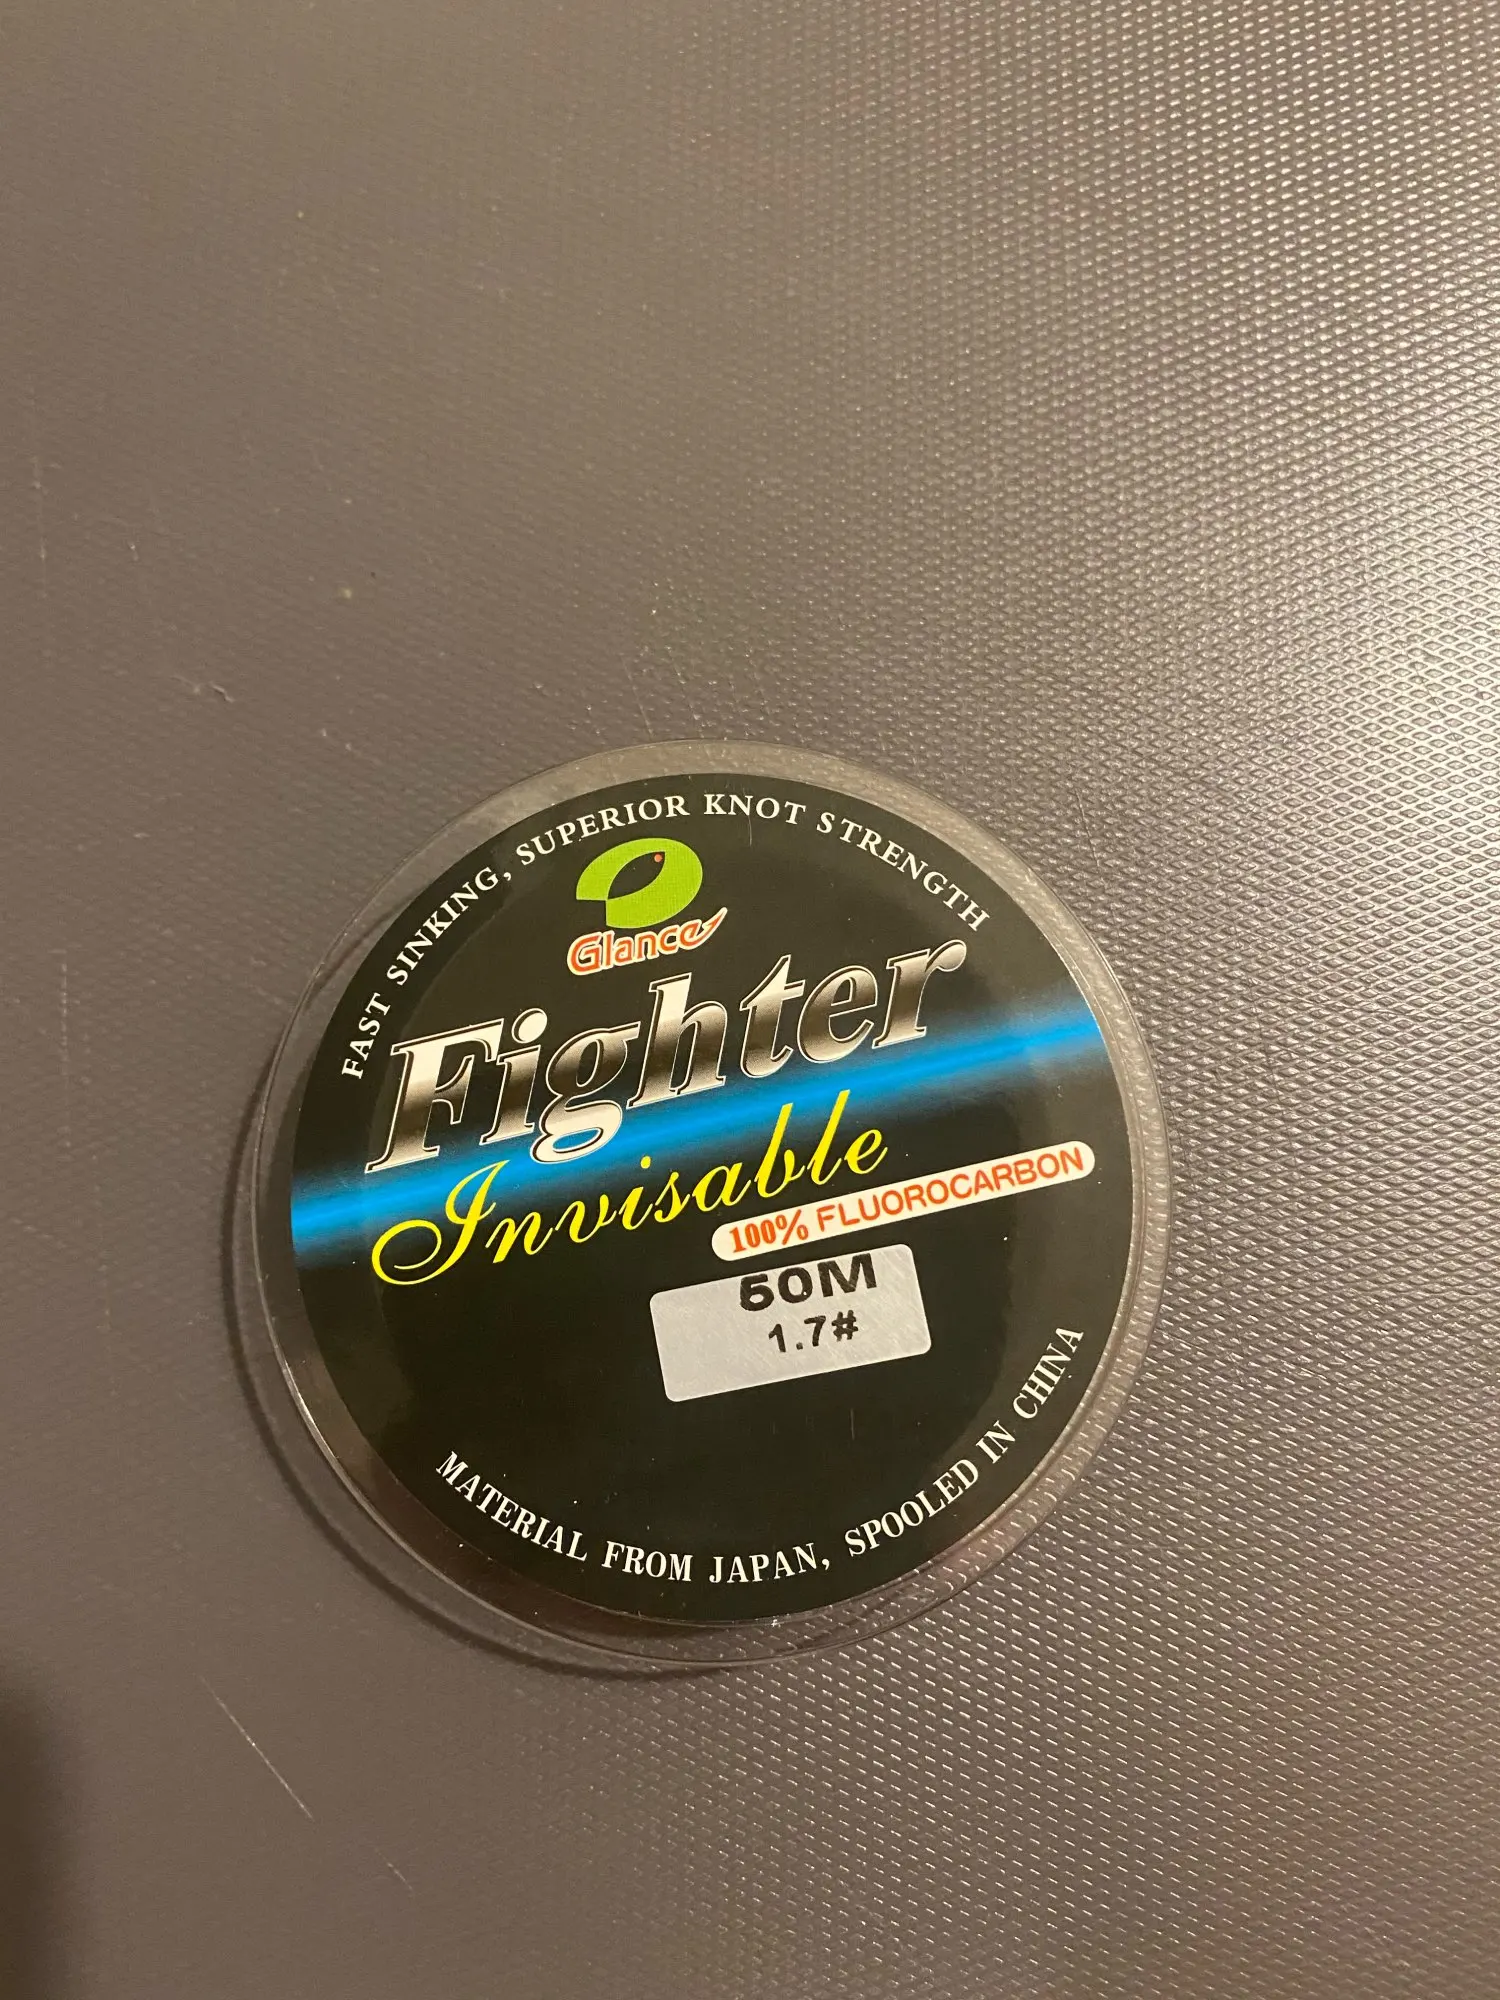 FAST SINKING, SUPERIOR KNOT STRENGTH
Glance
Fighter
Invisable
100% FLUOROCARBON
50M
1.7#
MATERIAL FROM JAPAN, SPOOLED IN CHINA